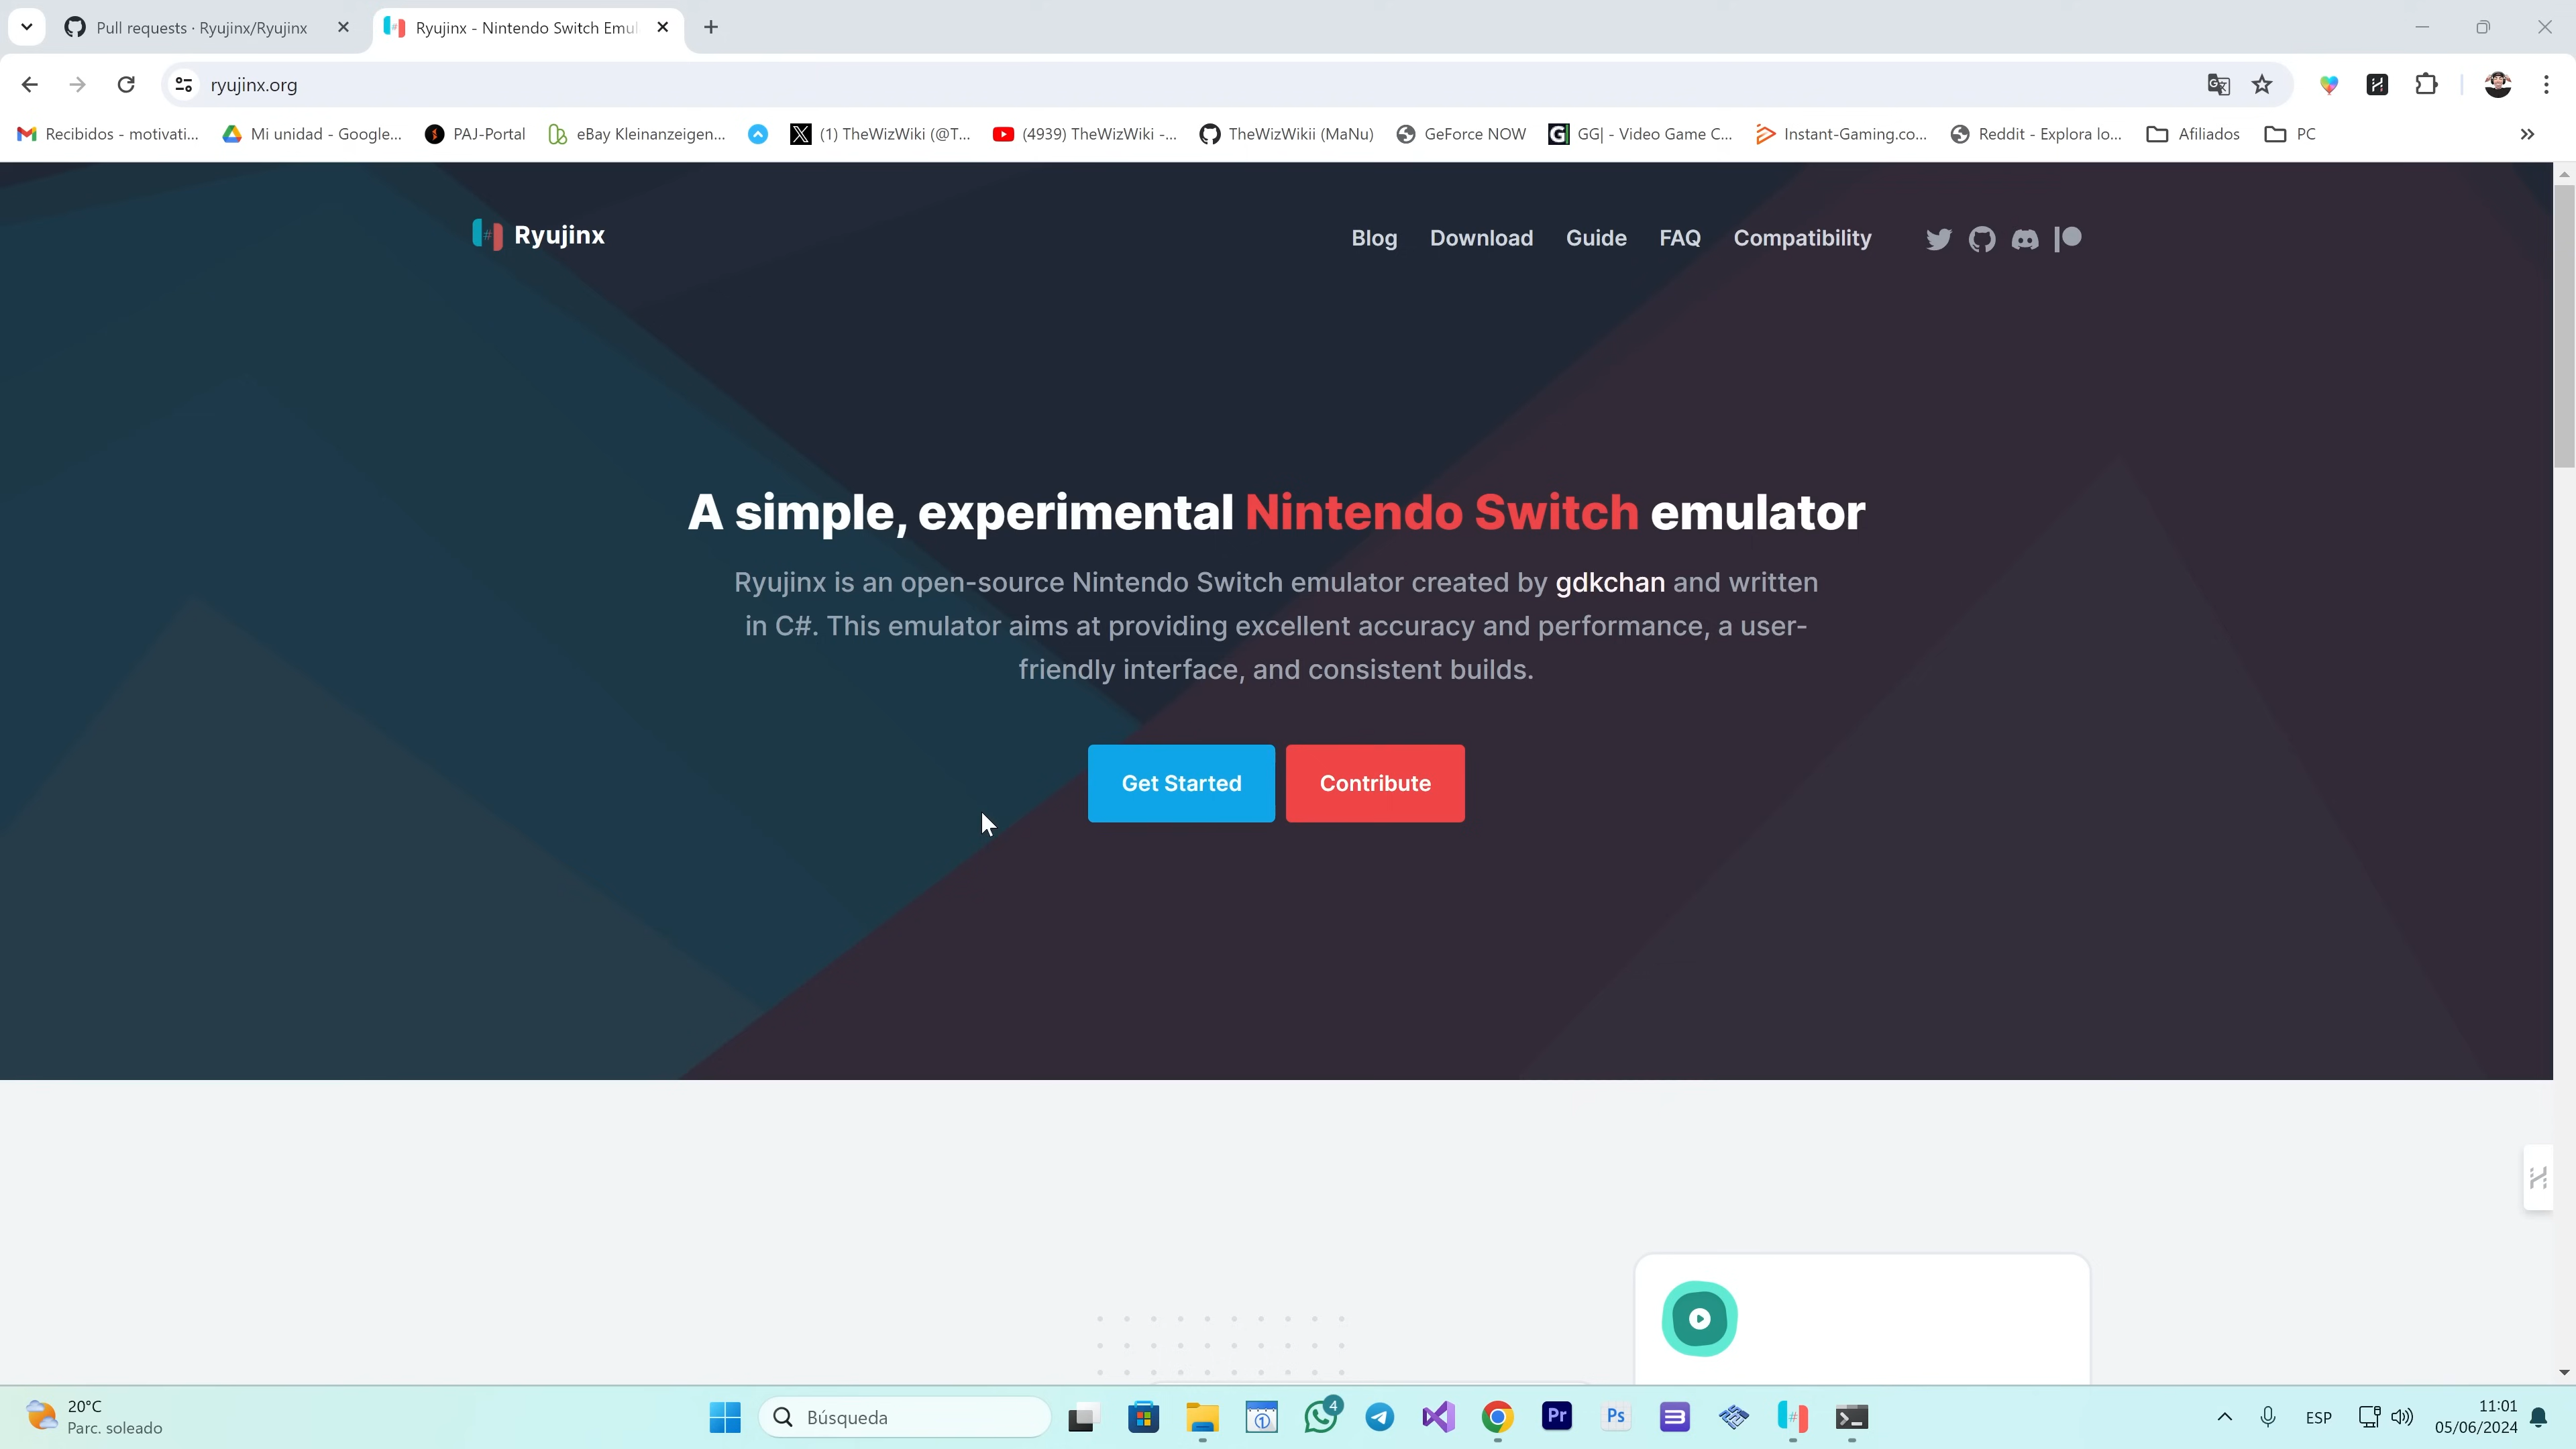 Pull requests · Ryujinx/Ryujinx
Ryujinx - Nintendo Switch Emul
ryujinx.org
Recibidos - motivati...
Mi unidad - Google...
PAJ-Portal
eBay Kleinanzeigen...
(1) TheWizWiki (@T...
(4939) TheWizWiki -...
TheWizWikii (MaNu)
GeForce NOW
GG| - Video Game C...
Instant-Gaming.co...
Reddit - Explora lo...
Afiliados
PC
Ryujinx
Blog
Download
Guide
FAQ
Compatibility
A simple, experimental Nintendo Switch emulator
Ryujinx is an open-source Nintendo Switch emulator created by gdkchan and written
in C#. This emulator aims at providing excellent accuracy and performance, a user-
friendly interface, and consistent builds.
Get Started
Contribute
20°C
Parc. soleado
Búsqueda
4
Pr
Ps
ESP
11:01
05/06/2024